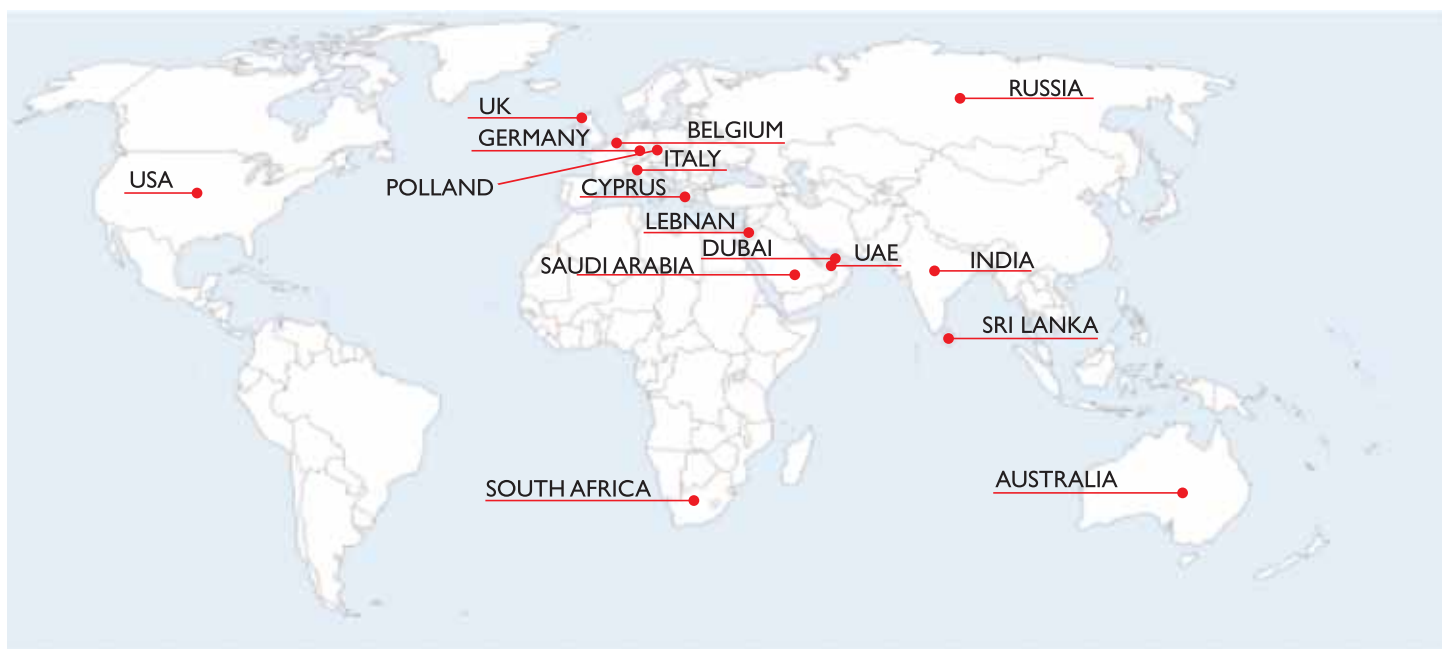 RUSSIA
UK
BELGIUM
GERMANY
ITALY
USA
POLLAND
CYPRUS
LEBNAN
DUBAI
UAE
SAUDI ARABIA
INDIA
SRI LANKA
SOUTH AFRICA
AUSTRALIA